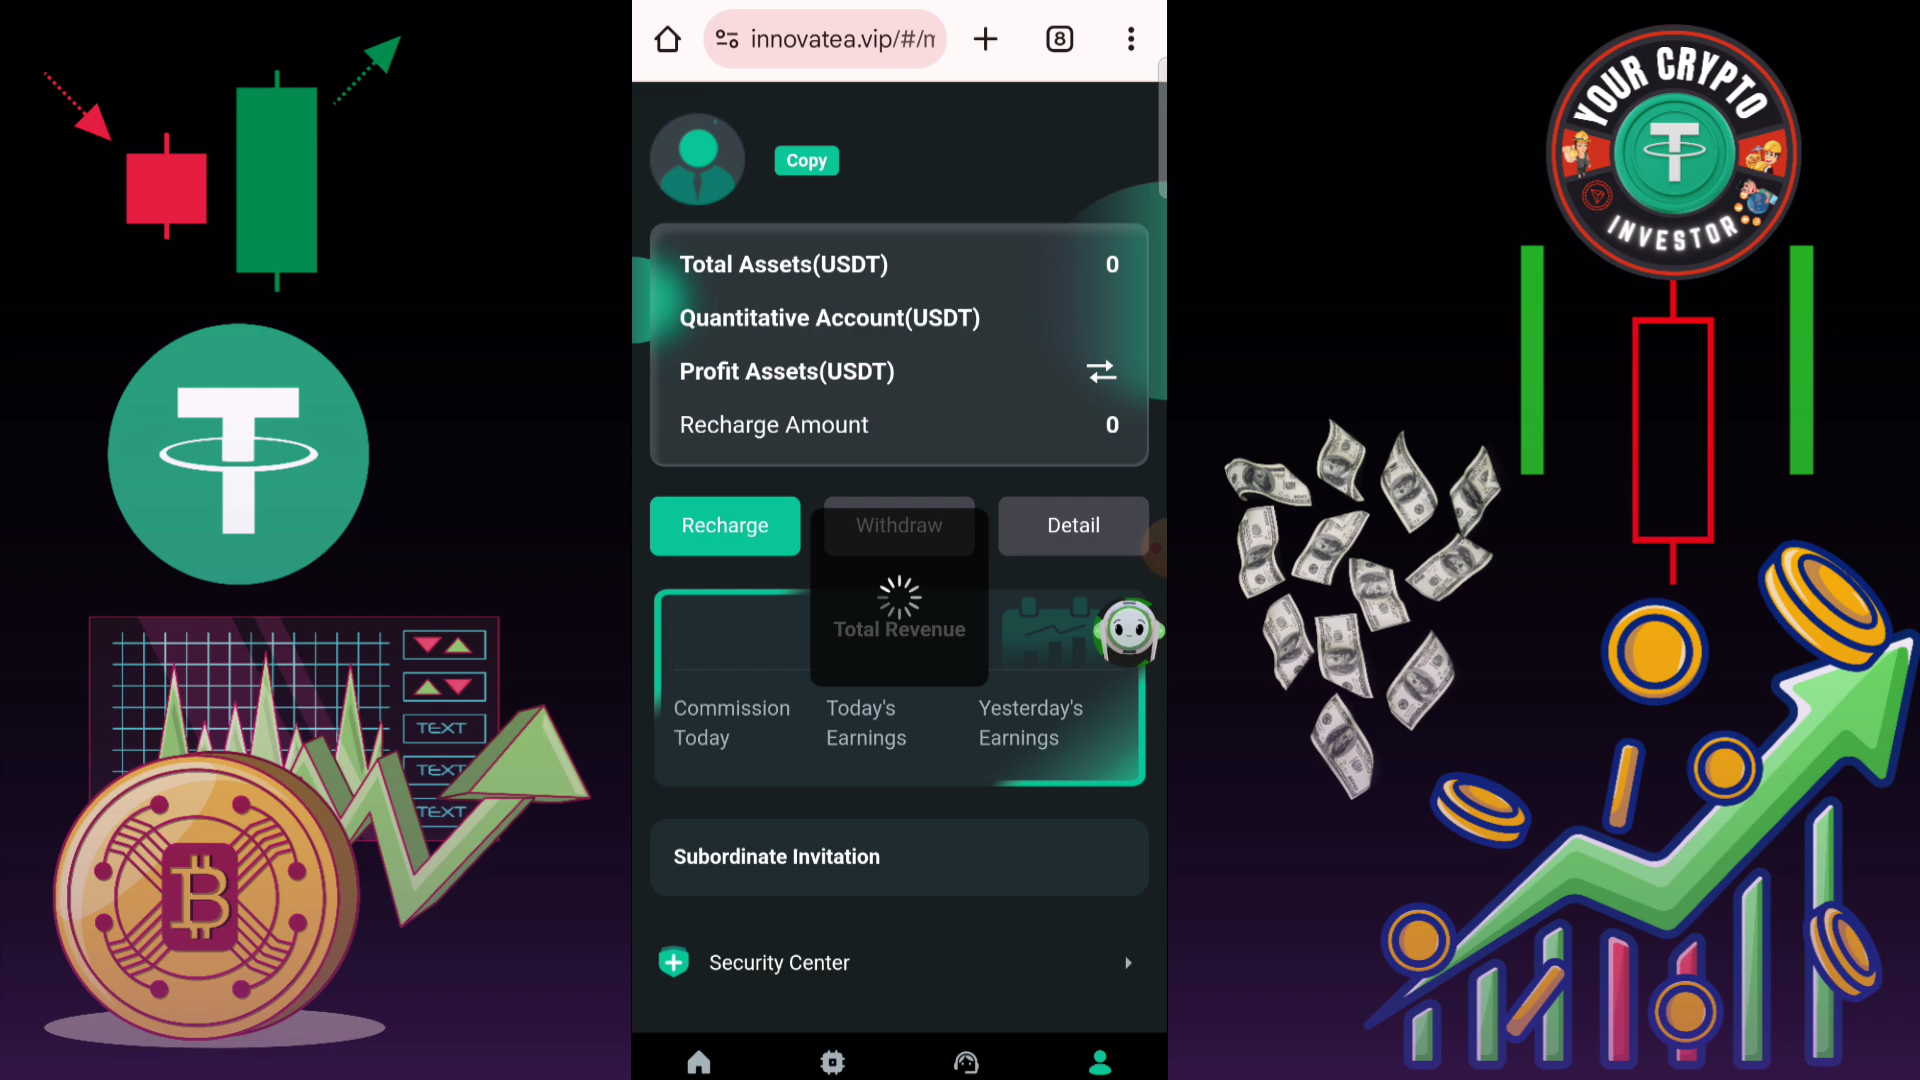 innovatea.vip/#/m
8
Copy
Total Assets(USDT) 0
Quantitative Account(USDT)
Profit Assets(USDT)
Recharge Amount 0
Recharge Withdraw Detail
Total Revenue
Commission Today
Today's Earnings
Yesterday's Earnings
Subordinate Invitation
Security Center
TEXT
TEXT
TEXT
YOUR CRYPTO
INVESTOR